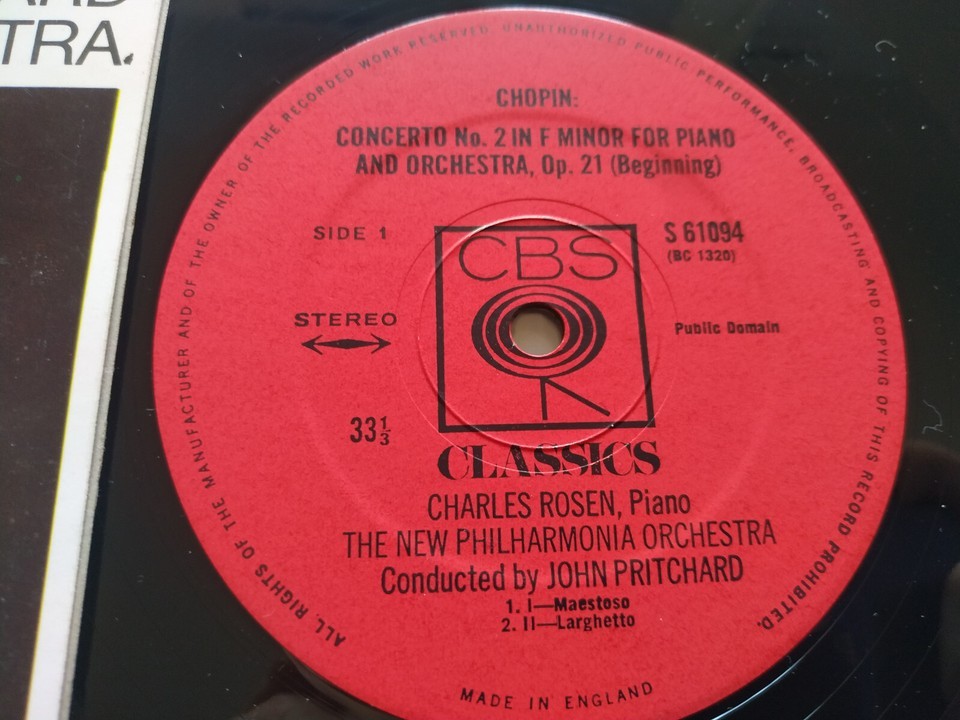 TRA.
ALL RIGHTS OF THE MANUFACTURER AND OF THE OWNER OF THE RECORDED WORK RESERVED. UNAUTHORIZED PUBLIC PERFORMANCE, BROADCASTING AND COPYING OF THIS RECORD PROHIBITED.
CHOPIN:
CONCERTO No. 2 IN F MINOR FOR PIANO
AND ORCHESTRA, Op. 21 (Beginning)
SIDE 1
S 61094
(BC 1320)
CBS
STEREO
Public Domain
33⅓
CLASSICS
CHARLES ROSEN, Piano
THE NEW PHILHARMONIA ORCHESTRA
Conducted by JOHN PRITCHARD
1. I—Maestoso
2. II—Larghetto
MADE IN ENGLAND